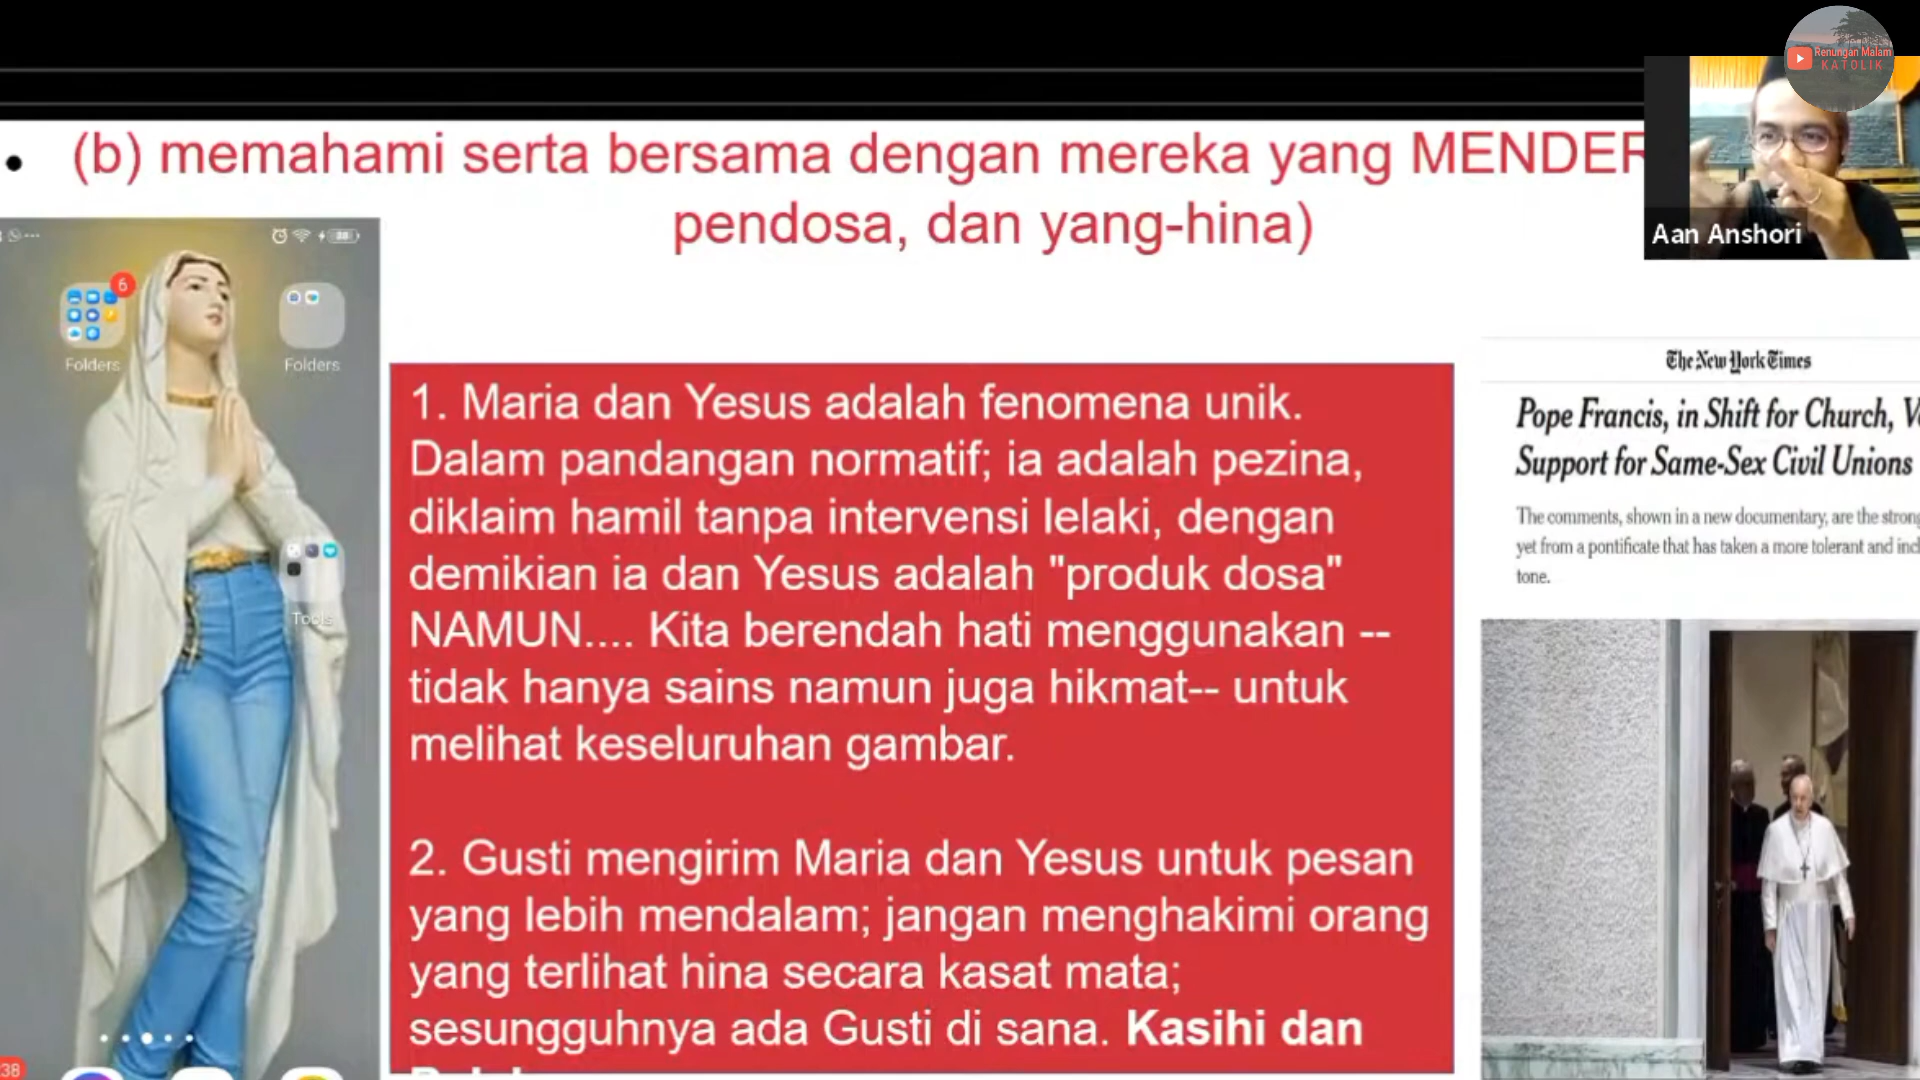 Renungan Malam
KATOLIK
(b) memahami serta bersama dengan mereka yang
pendosa, dan yang-hina)
Aan Anshori
6
Folders
Folders
Tools
38
1. Maria dan Yesus adalah fenomena unik.
Dalam pandangan normatif; ia adalah pezina,
diklaim hamil tanpa intervensi lelaki, dengan
demikian ia dan Yesus adalah "produk dosa"
NAMUN.... Kita berendah hati menggunakan --
tidak hanya sains namun juga hikmat-- untuk
melihat keseluruhan gambar.
2. Gusti mengirim Maria dan Yesus untuk pesan
yang lebih mendalam; jangan menghakimi orang
yang terlihat hina secara kasat mata;
sesungguhnya ada Gusti di sana. Kasihi dan
The New York Times
Pope Francis, in Shift for Church,
Support for Same-Sex Civil Unions
The comments, shown in a new documentary, are the
yet from a pontificate that has taken a more tolerant and
tone.